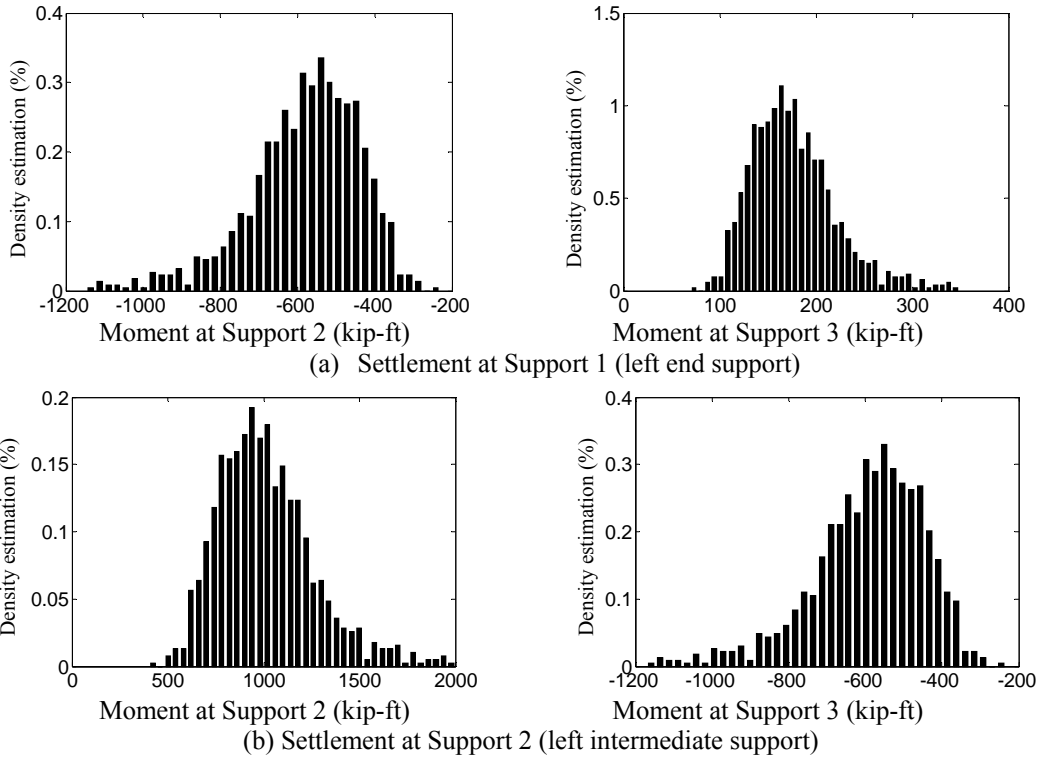 0.4
0.3
0.2
0.1
0
Density estimation (%)
-1200 -1000 -800 -600 -400 -200
Moment at Support 2 (kip-ft)
1.5
1
0.5
0
Density estimation (%)
0 100 200 300 400
Moment at Support 3 (kip-ft)
(a) Settlement at Support 1 (left end support)
0.2
0.15
0.1
0.05
0
Density estimation (%)
0 500 1000 1500 2000
Moment at Support 2 (kip-ft)
0.4
0.3
0.2
0.1
0
Density estimation (%)
-1200 -1000 -800 -600 -400 -200
Moment at Support 3 (kip-ft)
(b) Settlement at Support 2 (left intermediate support)